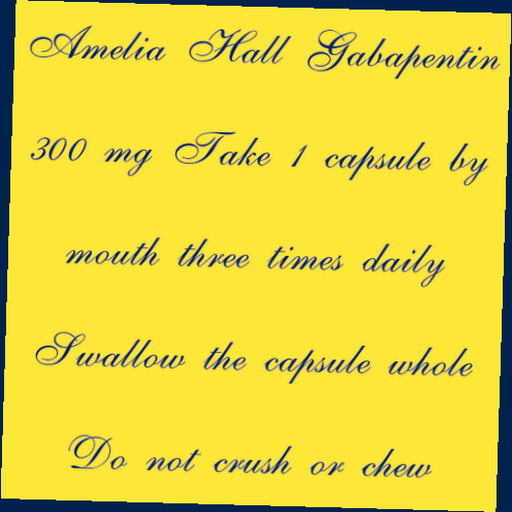 Amelia Hall Gabapentin
300 mg Take 1 capsule by
mouth three times daily
Swallow the capsule whole
Do not crush or chew